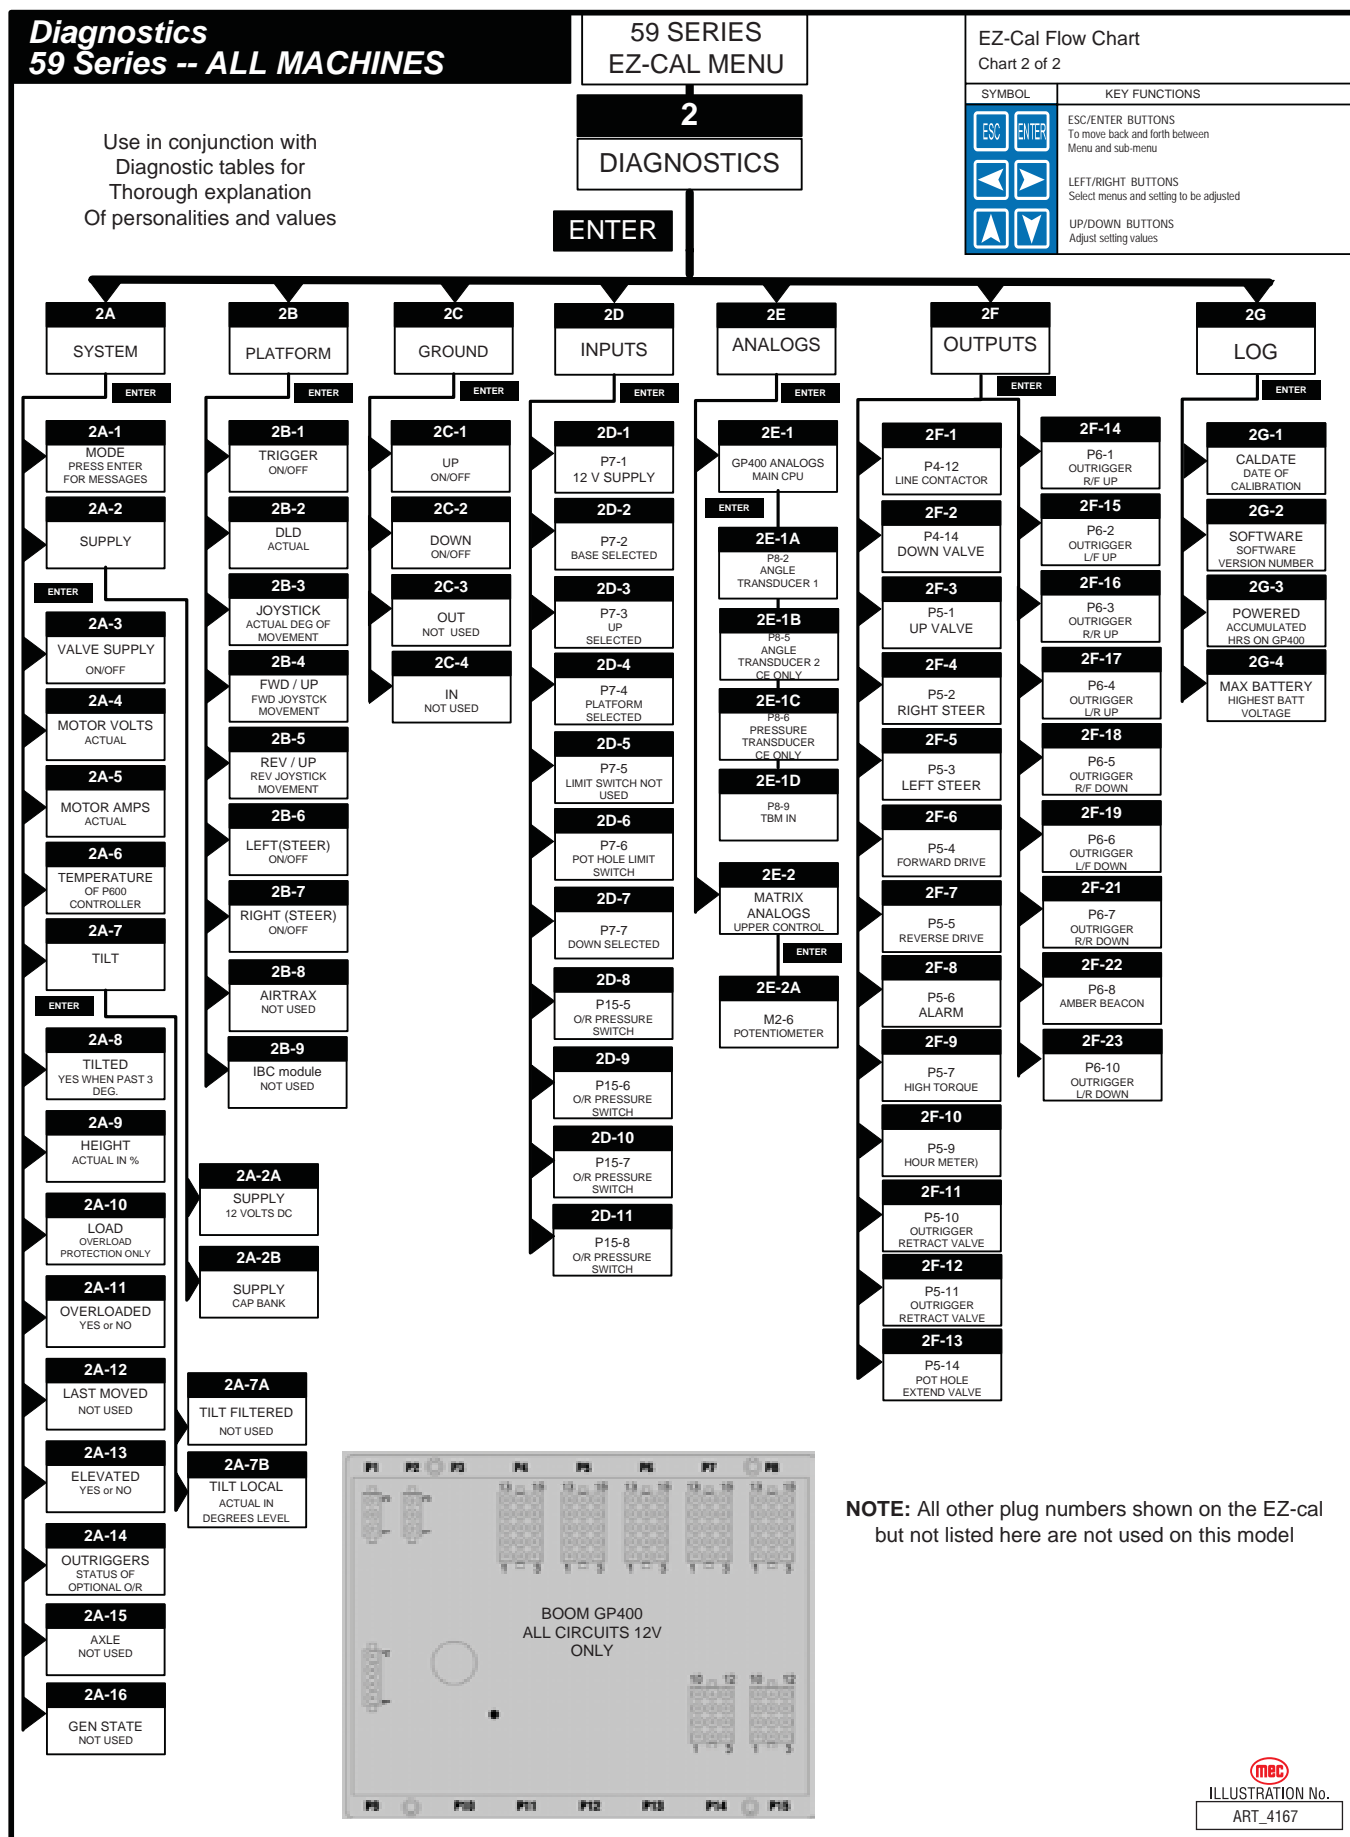 Diagnostics
59 Series -- ALL MACHINES
59 SERIES
EZ-CAL MENU
2
DIAGNOSTICS
ENTER
Use in conjunction with
Diagnostic tables for
Thorough explanation
Of personalities and values
EZ-Cal Flow Chart
Chart 2 of 2
SYMBOL
KEY FUNCTIONS
ESC
ENTER
ESC/ENTER BUTTONS
To move back and forth between
Menu and sub-menu
LEFT/RIGHT BUTTONS
Select menus and setting to be adjusted
UP/DOWN BUTTONS
Adjust setting values
2A
SYSTEM
ENTER
2A-1
MODE
PRESS ENTER
FOR MESSAGES
2A-2
SUPPLY
ENTER
2A-3
VALVE SUPPLY
ON/OFF
2A-4
MOTOR VOLTS
ACTUAL
2A-5
MOTOR AMPS
ACTUAL
2A-6
TEMPERATURE
OF P600
CONTROLLER
2A-7
TILT
ENTER
2A-8
TILTED
YES WHEN PAST 3
DEG.
2A-9
HEIGHT
ACTUAL IN %
2A-10
LOAD
OVERLOAD
PROTECTION ONLY
2A-11
OVERLOADED
YES or NO
2A-12
LAST MOVED
NOT USED
2A-13
ELEVATED
YES or NO
2A-14
OUTRIGGERS
STATUS OF
OPTIONAL O/R
2A-15
AXLE
NOT USED
2A-16
GEN STATE
NOT USED
2A-2A
SUPPLY
12 VOLTS DC
2A-2B
SUPPLY
CAP BANK
2A-7A
TILT FILTERED
NOT USED
2A-7B
TILT LOCAL
ACTUAL IN
DEGREES LEVEL
2B
PLATFORM
ENTER
2B-1
TRIGGER
ON/OFF
2B-2
DLD
ACTUAL
2B-3
JOYSTICK
ACTUAL DEG OF
MOVEMENT
2B-4
FWD / UP
FWD JOYSTCK
MOVEMENT
2B-5
REV / UP
REV JOYSTICK
MOVEMENT
2B-6
LEFT(STEER)
ON/OFF
2B-7
RIGHT (STEER)
ON/OFF
2B-8
AIRTRAX
NOT USED
2B-9
IBC module
NOT USED
2C
GROUND
ENTER
2C-1
UP
ON/OFF
2C-2
DOWN
ON/OFF
2C-3
OUT
NOT USED
2C-4
IN
NOT USED
2D
INPUTS
ENTER
2D-1
P7-1
12 V SUPPLY
2D-2
P7-2
BASE SELECTED
2D-3
P7-3
UP
SELECTED
2D-4
P7-4
PLATFORM
SELECTED
2D-5
P7-5
LIMIT SWITCH NOT
USED
2D-6
P7-6
POT HOLE LIMIT
SWITCH
2D-7
P7-7
DOWN SELECTED
2D-8
P15-5
O/R PRESSURE
SWITCH
2D-9
P15-6
O/R PRESSURE
SWITCH
2D-10
P15-7
O/R PRESSURE
SWITCH
2D-11
P15-8
O/R PRESSURE
SWITCH
2E
ANALOGS
ENTER
2E-1
GP400 ANALOGS
MAIN CPU
ENTER
2E-1A
P8-2
ANGLE
TRANSDUCER 1
2E-1B
P8-5
ANGLE
TRANSDUCER 2
CE ONLY
2E-1C
P8-6
PRESSURE
TRANSDUCER
CE ONLY
2E-1D
P8-9
TBM IN
2E-2
MATRIX
ANALOGS
UPPER CONTROL
ENTER
2E-2A
M2-6
POTENTIOMETER
2F
OUTPUTS
ENTER
2F-1
P4-12
LINE CONTACTOR
2F-2
P4-14
DOWN VALVE
2F-3
P5-1
UP VALVE
2F-4
P5-2
RIGHT STEER
2F-5
P5-3
LEFT STEER
2F-6
P5-4
FORWARD DRIVE
2F-7
P5-5
REVERSE DRIVE
2F-8
P5-6
ALARM
2F-9
P5-7
HIGH TORQUE
2F-10
P5-9
HOUR METER)
2F-11
P5-10
OUTRIGGER
RETRACT VALVE
2F-12
P5-11
OUTRIGGER
RETRACT VALVE
2F-13
P5-14
POT HOLE
EXTEND VALVE
2F-14
P6-1
OUTRIGGER
R/F UP
2F-15
P6-2
OUTRIGGER
L/F UP
2F-16
P6-3
OUTRIGGER
R/R UP
2F-17
P6-4
OUTRIGGER
L/R UP
2F-18
P6-5
OUTRIGGER
R/F DOWN
2F-19
P6-6
OUTRIGGER
L/F DOWN
2F-21
P6-7
OUTRIGGER
R/R DOWN
2F-22
P6-8
AMBER BEACON
2F-23
P6-10
OUTRIGGER
L/R DOWN
2G
LOG
ENTER
2G-1
CALDATE
DATE OF
CALIBRATION
2G-2
SOFTWARE
SOFTWARE
VERSION NUMBER
2G-3
POWERED
ACCUMULATED
HRS ON GP400
2G-4
MAX BATTERY
HIGHEST BATT
VOLTAGE
P1 P2 P3 P4 P5 P6 P7 P8
BOOM GP400
ALL CIRCUITS 12V
ONLY
10 12 10 12
P9 P10 P11 P12 P13 P14 P15
NOTE: All other plug numbers shown on the EZ-cal
but not listed here are not used on this model
mec
ILLUSTRATION No.
ART_4167